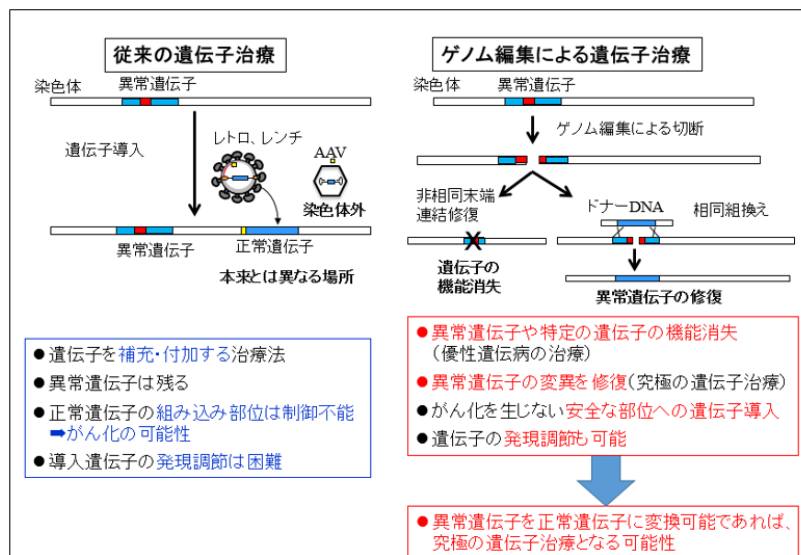 従来の遺伝子治療
染色体
異常遺伝子
遺伝子導入
レトロ、レンチ
AAV
染色体外
異常遺伝子
正常遺伝子
本来とは異なる場所
●遺伝子を補充・付加する治療法
●異常遺伝子は残る
●正常遺伝子の組み込み部位は制御不能
➡がん化の可能性
●導入遺伝子の発現調節は困難
ゲノム編集による遺伝子治療
染色体
異常遺伝子
ゲノム編集による切断
非相同末端
連結修復
ドナーDNA
相同組換え
遺伝子の
機能消失
異常遺伝子の修復
●異常遺伝子や特定の遺伝子の機能消失
(優性遺伝病の治療)
●異常遺伝子の変異を修復(究極の遺伝子治療)
●がん化を生じない安全な部位への遺伝子導入
●遺伝子の発現調節も可能
●異常遺伝子を正常遺伝子に変換可能であれば、
究極の遺伝子治療となる可能性